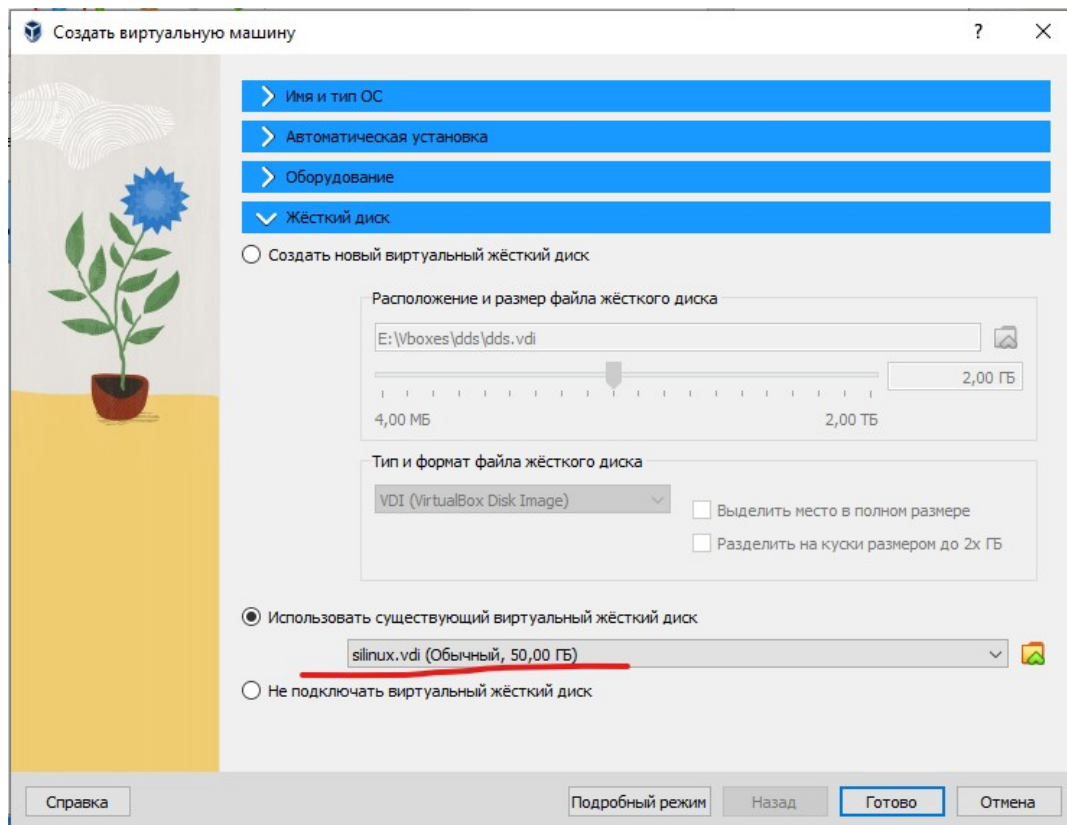 Создать виртуальную машину
?
Имя и тип ОС
Автоматическая установка
Оборудование
Жёсткий диск
Создать новый виртуальный жёсткий диск
Расположение и размер файла жёсткого диска
E:\Vboxes\dds\dds.vdi
2,00 ГБ
4,00 МБ 2,00 ТБ
Тип и формат файла жёсткого диска
VDI (VirtualBox Disk Image)
Выделить место в полном размере
Разделить на куски размером до 2х ГБ
Использовать существующий виртуальный жёсткий диск
silinux.vdi (Обычный, 50,00 ГБ)
Не подключать виртуальный жёсткий диск
Справка Подробный режим Назад Готово Отмена